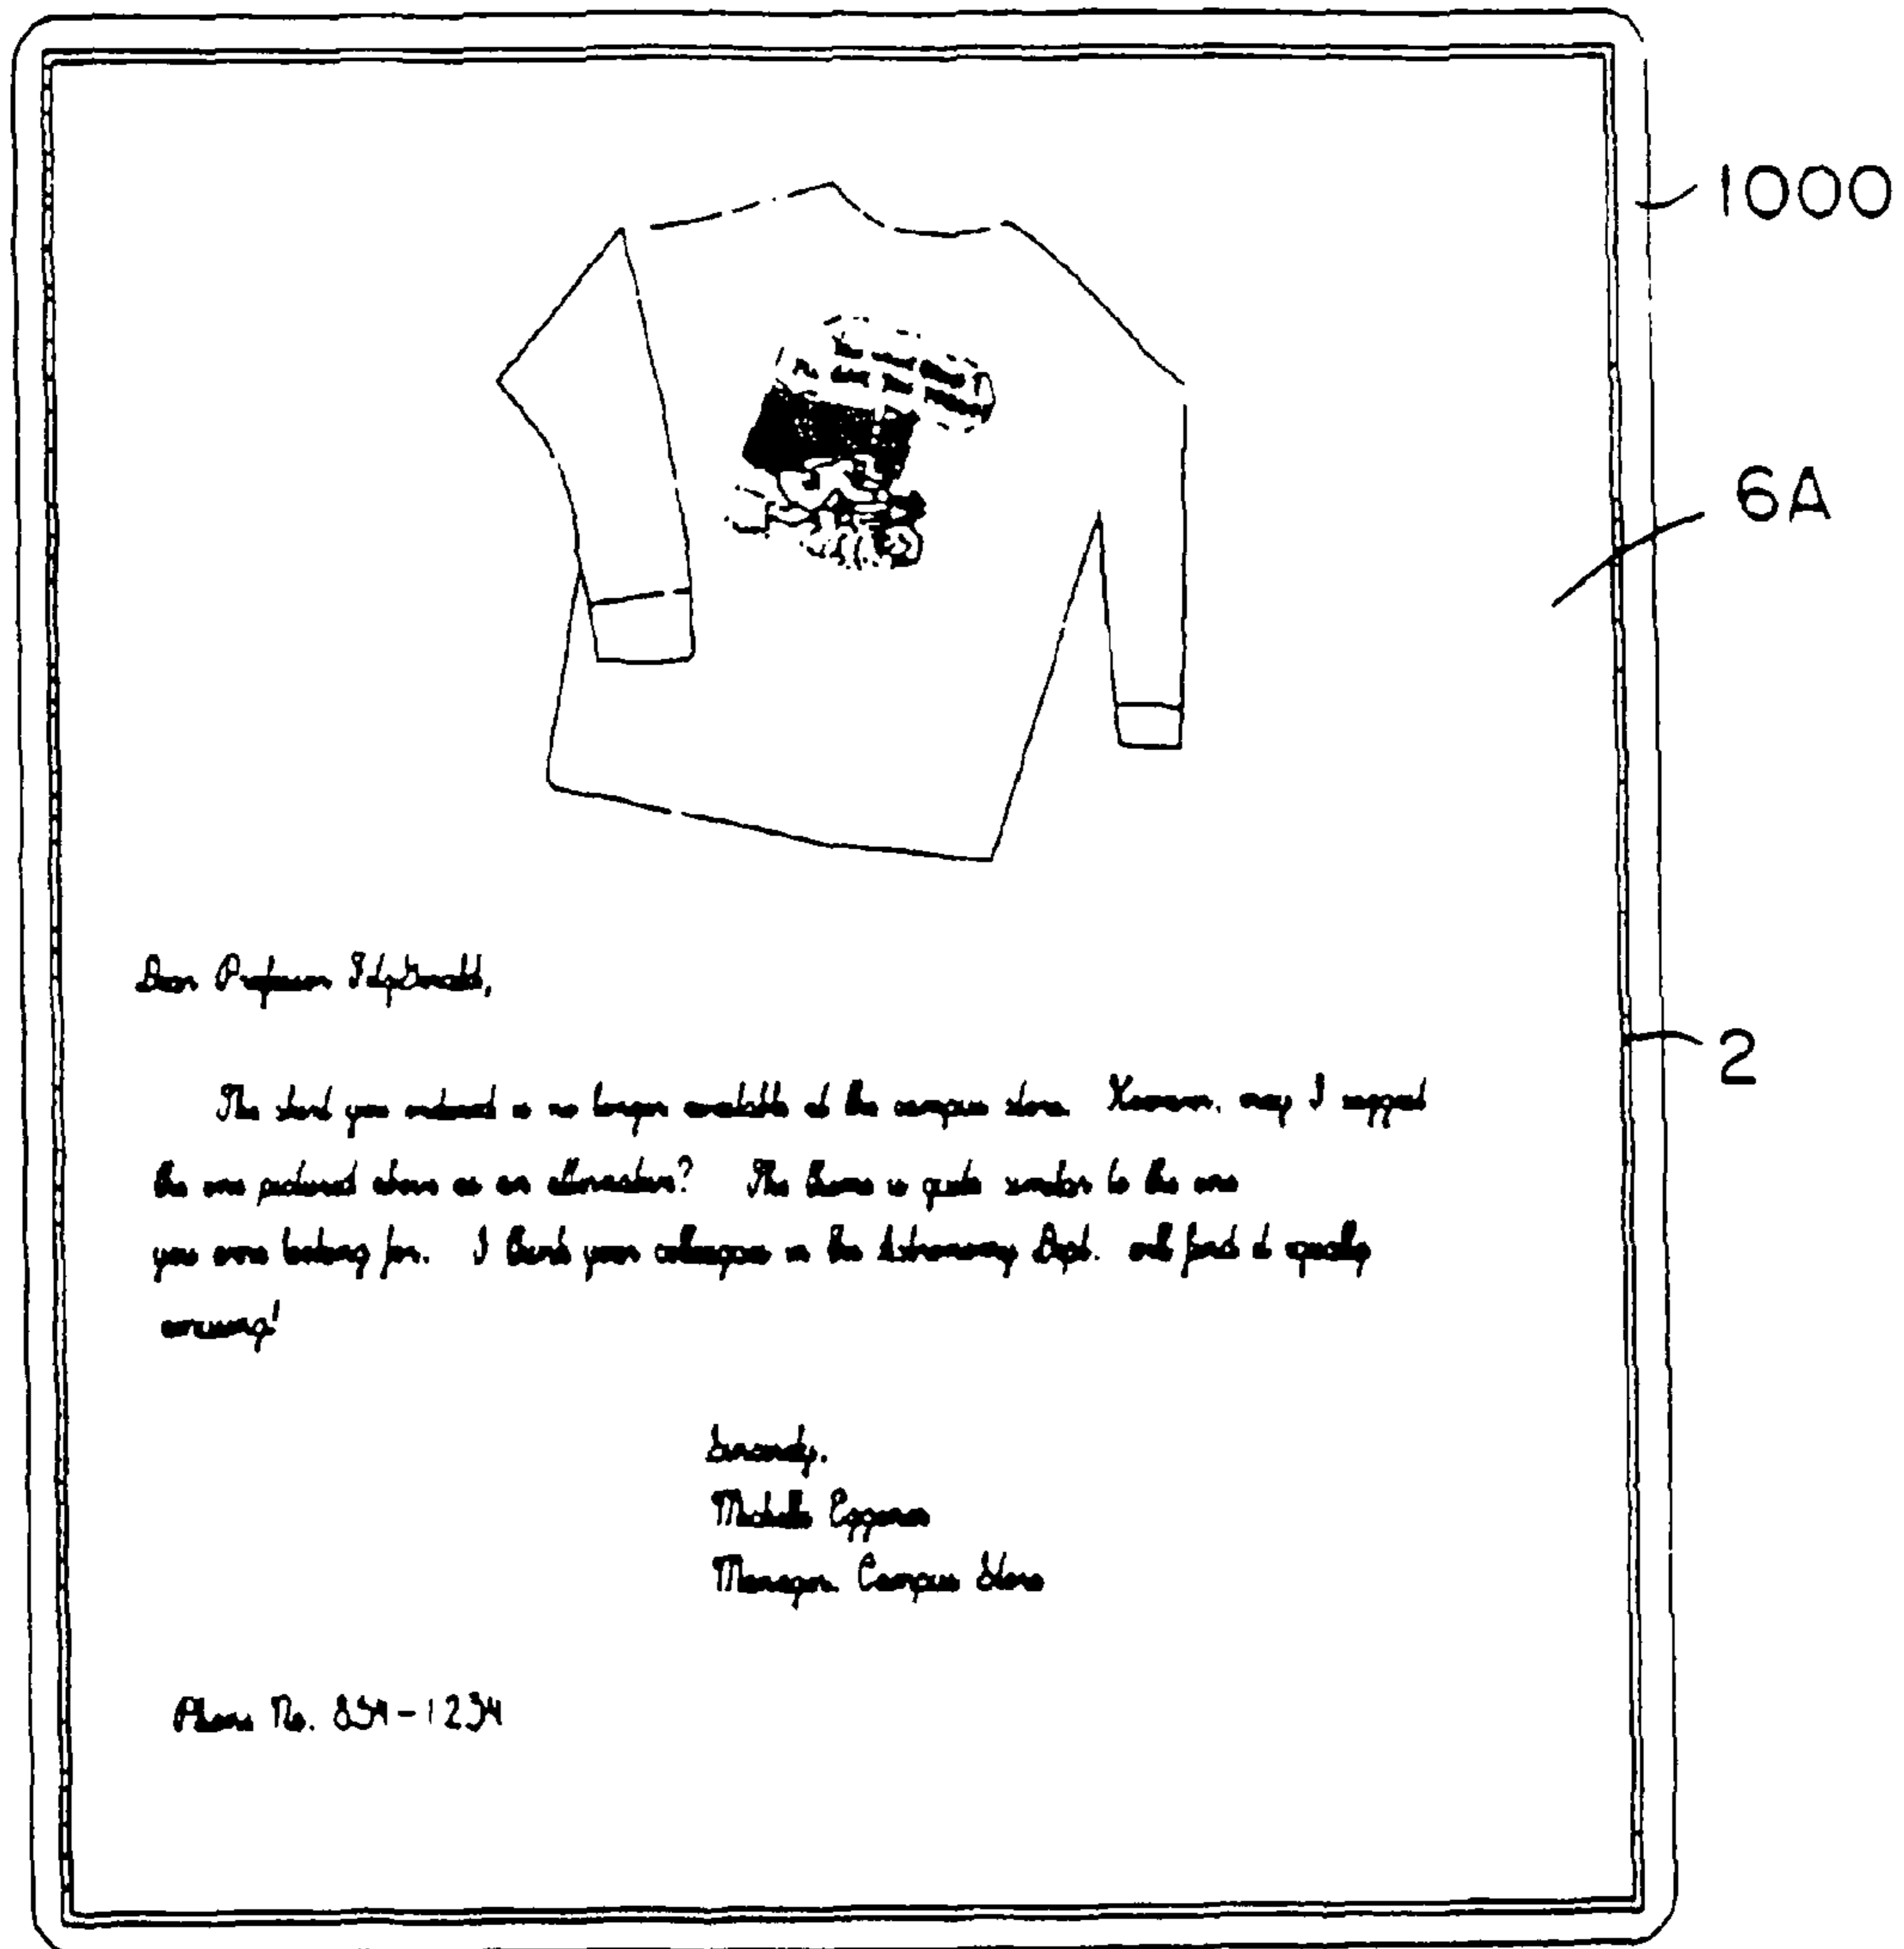 1000
6A
Dear Professor FitzGerald,
2
The shirt you ordered is no longer available at the campus store. However, may I suggest
the one pictured above as an alternative? The theme is quite similar to the one
you were looking for. I think your colleagues in the Astronomy Dept. will find it equally
amusing!
Sincerely,
Michelle Eggers
Manager Campus Store
Phone No. 854-1234